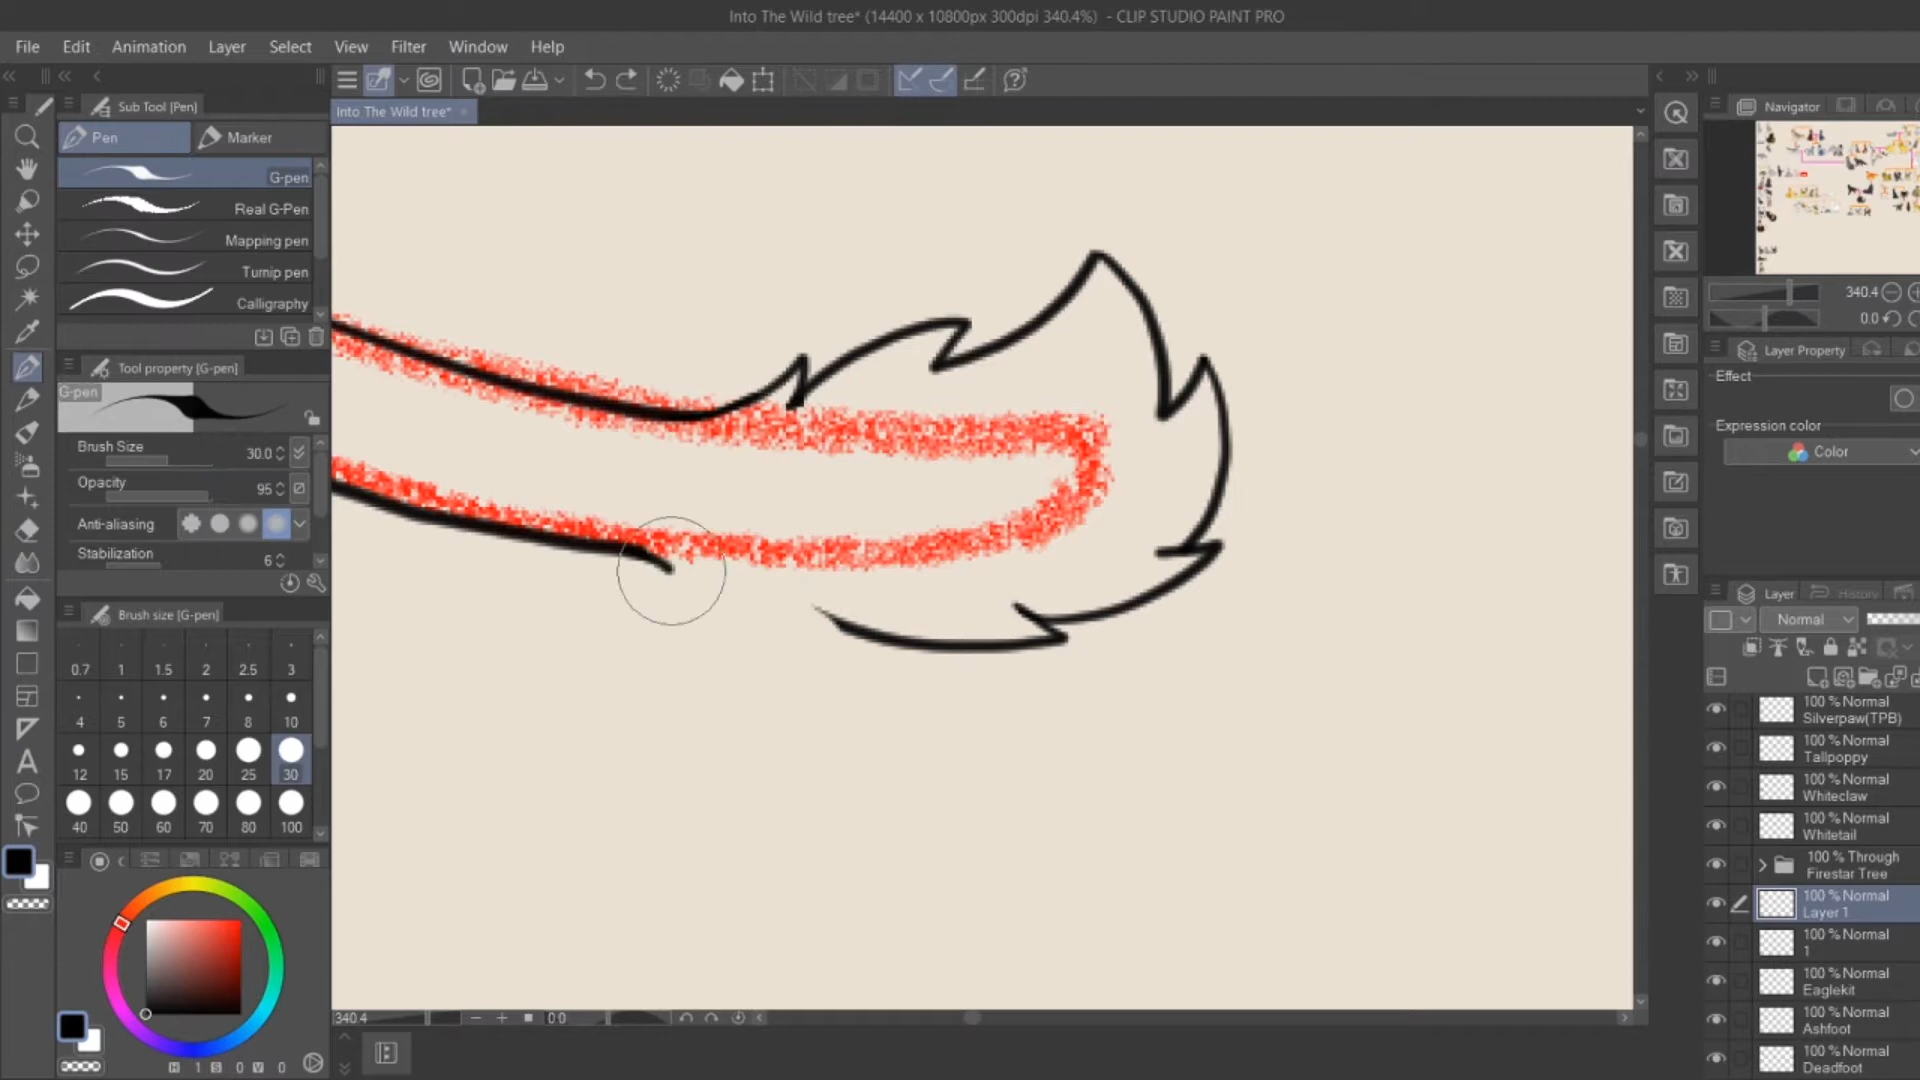 Into The Wild tree* (14400 x 10800px 300dpi 340.4%) - CLIP STUDIO PAINT PRO
File Edit Animation Layer Select View Filter Window Help
Sub Tool [Pen]
Into The Wild tree*
Navigator
Pen Marker
G-pen
Real G-Pen
Mapping pen
Turnip pen
Calligraphy
340.4
0.0
Tool property [G-pen]
Layer Property
Effect
G-pen
Expression color
Color
Brush Size 30.0
Opacity 95
Anti-aliasing
Stabilization 6
Brush size [G-pen]
Layer History
Normal
0.7 1 1.5 2 2.5 3
4 5 6 7 8 10
12 15 17 20 25 30
40 50 60 70 80 100
100 % Normal
Silverpaw(TPB)
100 % Normal
Tallpoppy
100 % Normal
Whiteclaw
100 % Normal
Whitetail
100 % Through
Firestar Tree
100 % Normal
Layer 1
100 % Normal
1
100 % Normal
Eaglekit
100 % Normal
Ashfoot
100 % Normal
Deadfoot
340.4 0.0
H 1 S 0 V 0